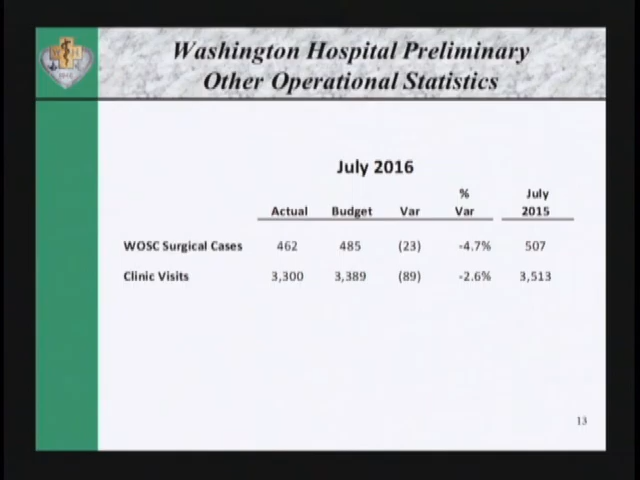 Washington Hospital Preliminary
Other Operational Statistics
July 2016
% July
Actual Budget Var Var 2015
WOSC Surgical Cases 462 485 (23) -4.7% 507
Clinic Visits 3,300 3,389 (89) -2.6% 3,513
13